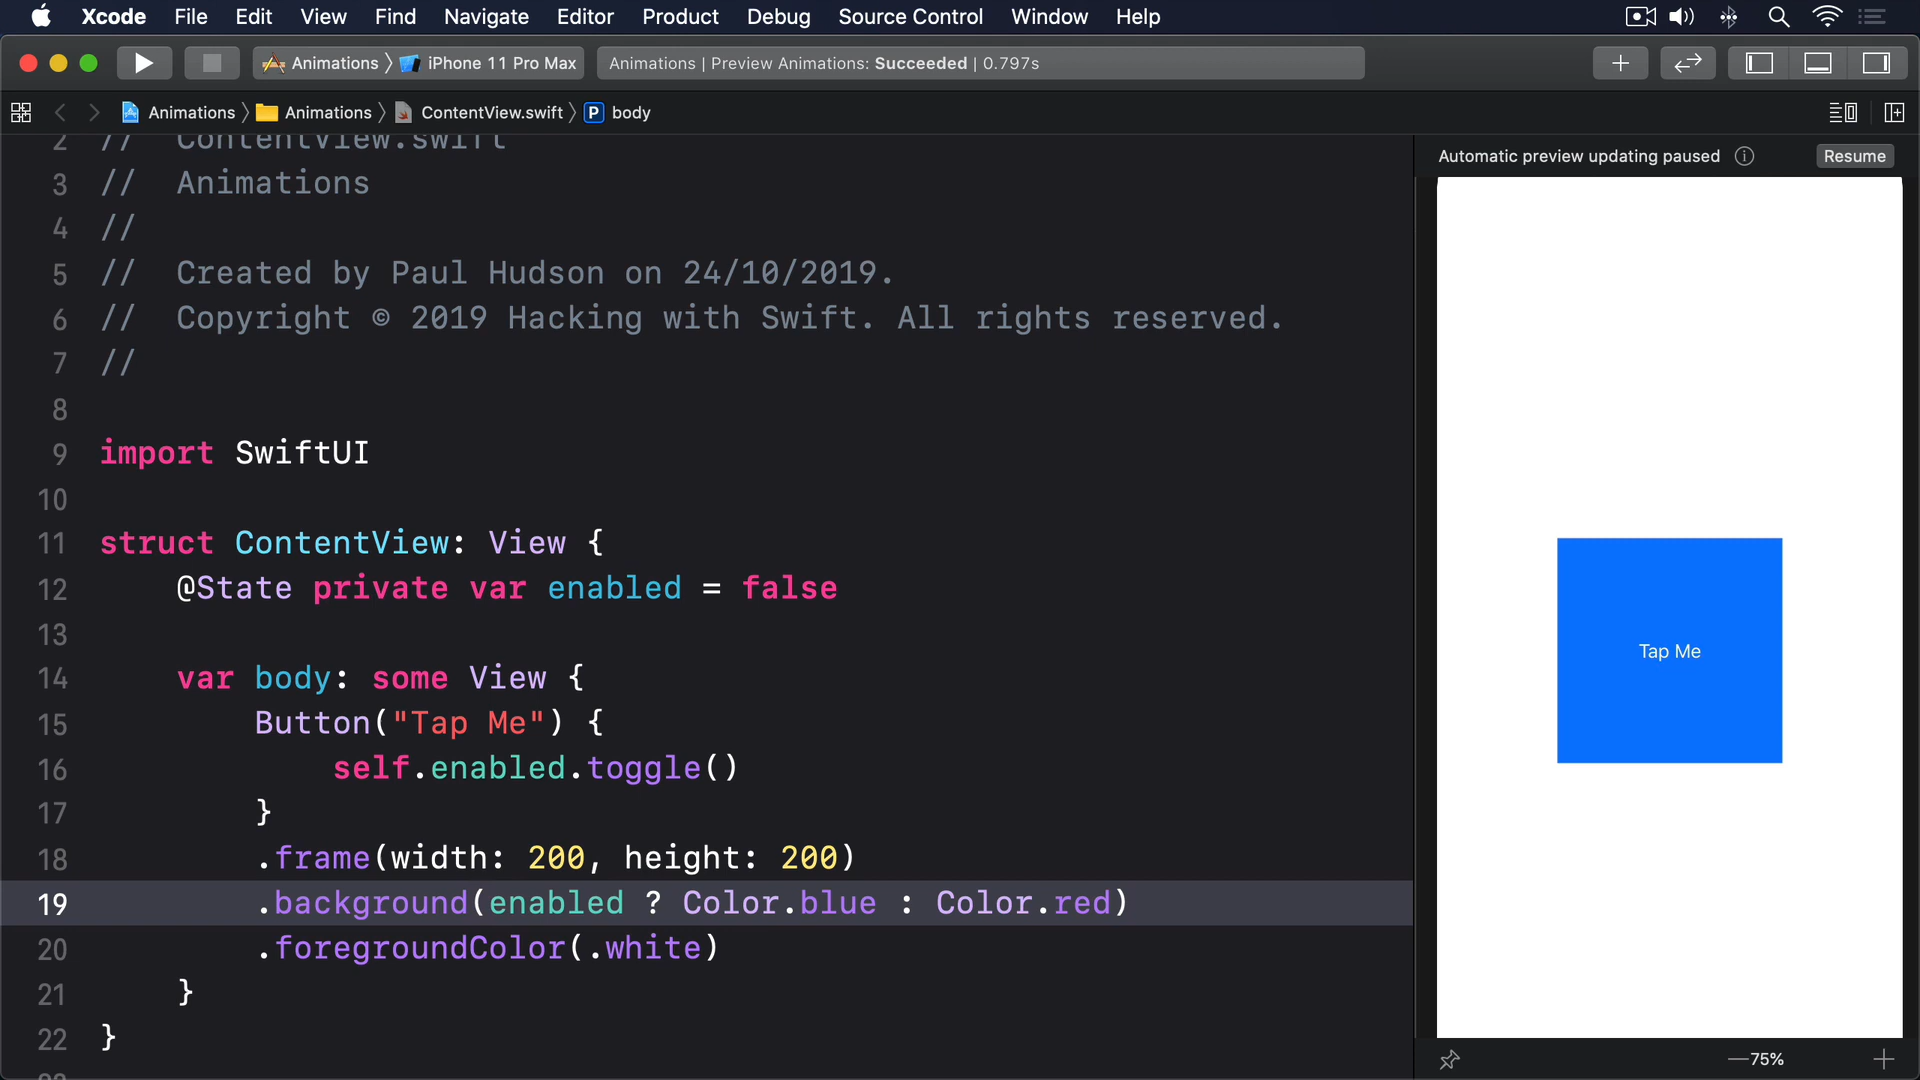 Xcode File Edit View Find Navigate Editor Product Debug Source Control Window Help
Animations iPhone 11 Pro Max Animations | Preview Animations: Succeeded | 0.797s
Animations Animations ContentView.swift P body
Automatic preview updating paused Resume
2 // ContentView.swift
3 // Animations
4 //
5 // Created by Paul Hudson on 24/10/2019.
6 // Copyright © 2019 Hacking with Swift. All rights reserved.
7 //
8
9 import SwiftUI
10
11 struct ContentView: View {
12 @State private var enabled = false
13
14 var body: some View {
15 Button("Tap Me") {
16 self.enabled.toggle()
17 }
18 .frame(width: 200, height: 200)
19 .background(enabled ? Color.blue : Color.red)
20 .foregroundColor(.white)
21 }
22 }
Tap Me
75%